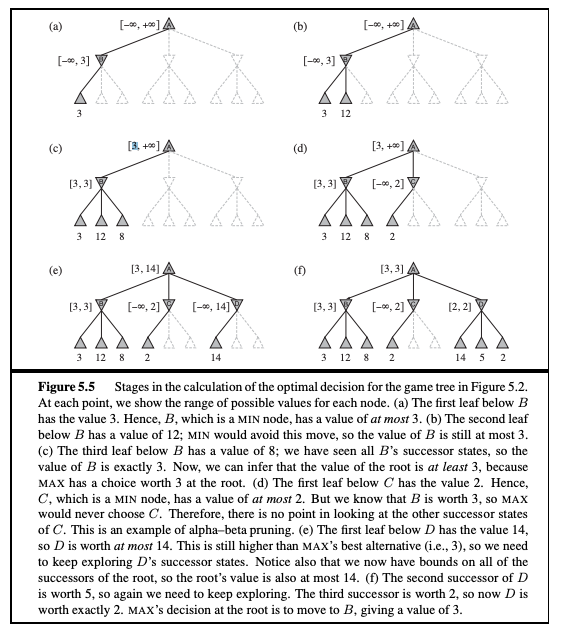 (a) [−∞, +∞] A
(b) [−∞, +∞] A
[−∞, 3] B
[−∞, 3] B
3
3 12
(c) [3, +∞] A
(d) [3, +∞] A
[3, 3] B
[3, 3] B [−∞, 2] C
3 12 8
3 12 8 2
(e) [3, 14] A
(f) [3, 3] A
[3, 3] B [−∞, 2] C [−∞, 14] D
[3, 3] B [−∞, 2] C [2, 2] D
3 12 8 2 14
3 12 8 2 14 5 2
Figure 5.5 Stages in the calculation of the optimal decision for the game tree in Figure 5.2.
At each point, we show the range of possible values for each node. (a) The first leaf below B
has the value 3. Hence, B, which is a MIN node, has a value of at most 3. (b) The second leaf
below B has a value of 12; MIN would avoid this move, so the value of B is still at most 3.
(c) The third leaf below B has a value of 8; we have seen all B’s successor states, so the
value of B is exactly 3. Now, we can infer that the value of the root is at least 3, because
MAX has a choice worth 3 at the root. (d) The first leaf below C has the value 2. Hence,
C, which is a MIN node, has a value of at most 2. But we know that B is worth 3, so MAX
would never choose C. Therefore, there is no point in looking at the other successor states
of C. This is an example of alpha–beta pruning. (e) The first leaf below D has the value 14,
so D is worth at most 14. This is still higher than MAX’s best alternative (i.e., 3), so we need
to keep exploring D’s successor states. Notice also that we now have bounds on all of the
successors of the root, so the root’s value is also at most 14. (f) The second successor of D
is worth 5, so again we need to keep exploring. The third successor is worth 2, so now D is
worth exactly 2. MAX’s decision at the root is to move to B, giving a value of 3.